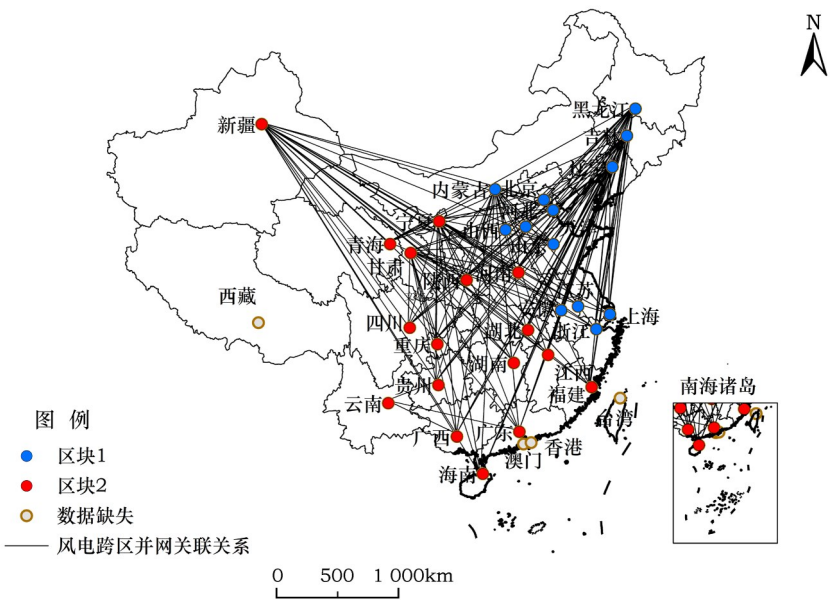 N
黑龙江
吉林
新疆
内蒙古
北京
宁夏
青海
甘肃
陕西
河南
西藏
四川
重庆
湖北
浙江
上海
湖南
江西
贵州
福建
云南
台湾
广西
广东
香港
澳门
海南
南海诸岛
图 例
区块1
区块2
数据缺失
风电跨区并网关联关系
0 500 1 000km